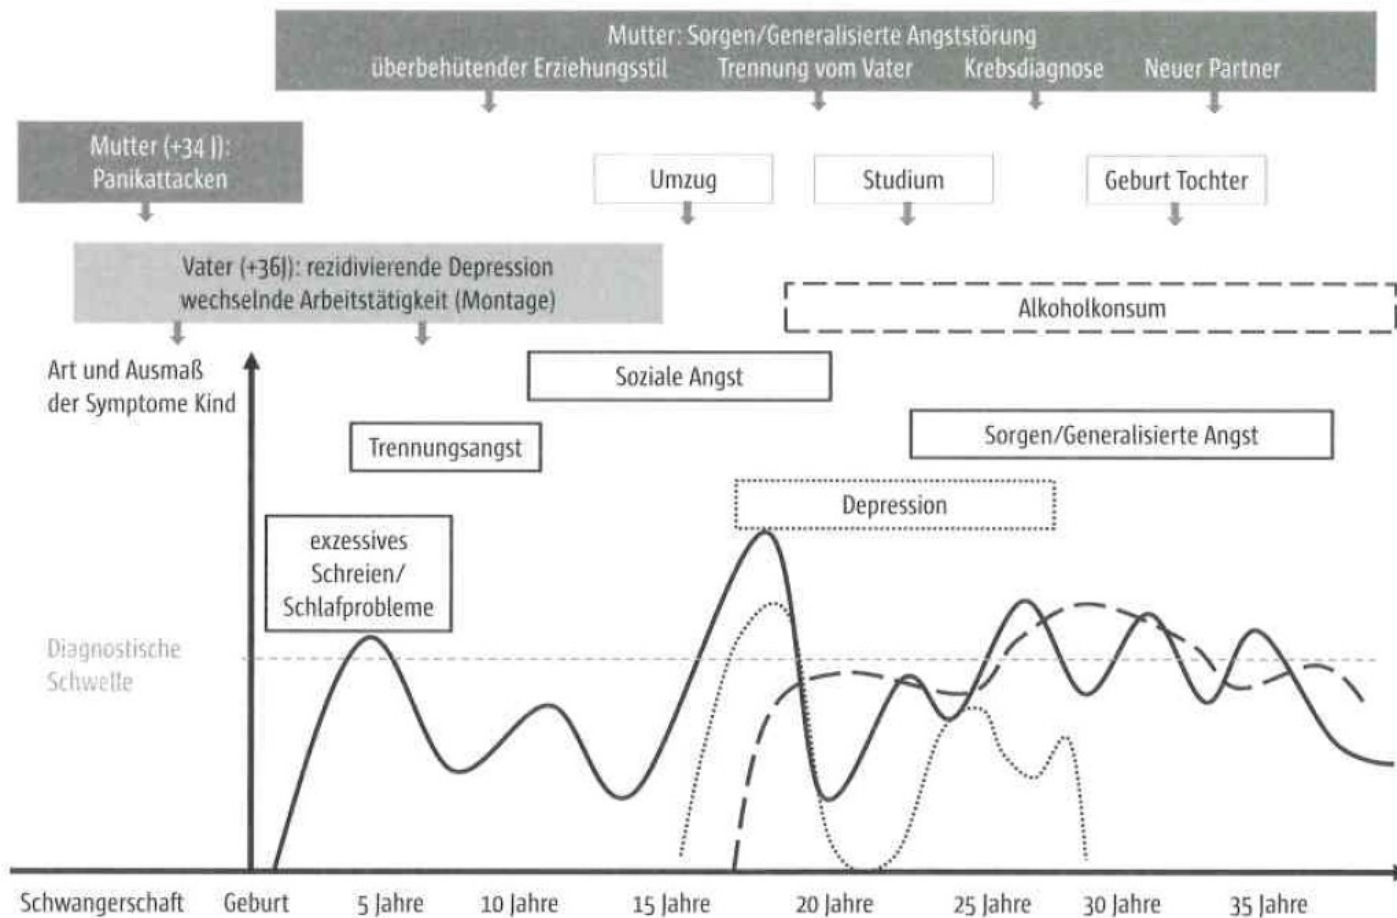 Mutter: Sorgen/Generalisierte Angststörung
überbehütender Erziehungsstil Trennung vom Vater Krebsdiagnose Neuer Partner
Mutter (+34 J):
Panikattacken
Umzug
Studium
Geburt Tochter
Vater (+36J): rezidivierende Depression
wechselnde Arbeitstätigkeit (Montage)
Alkoholkonsum
Art und Ausmaß
der Symptome Kind
Soziale Angst
Trennungsangst
Sorgen/Generalisierte Angst
Depression
exzessives
Schreien/
Schlafprobleme
Diagnostische
Schwelle
Schwangerschaft Geburt 5 Jahre 10 Jahre 15 Jahre 20 Jahre 25 Jahre 30 Jahre 35 Jahre